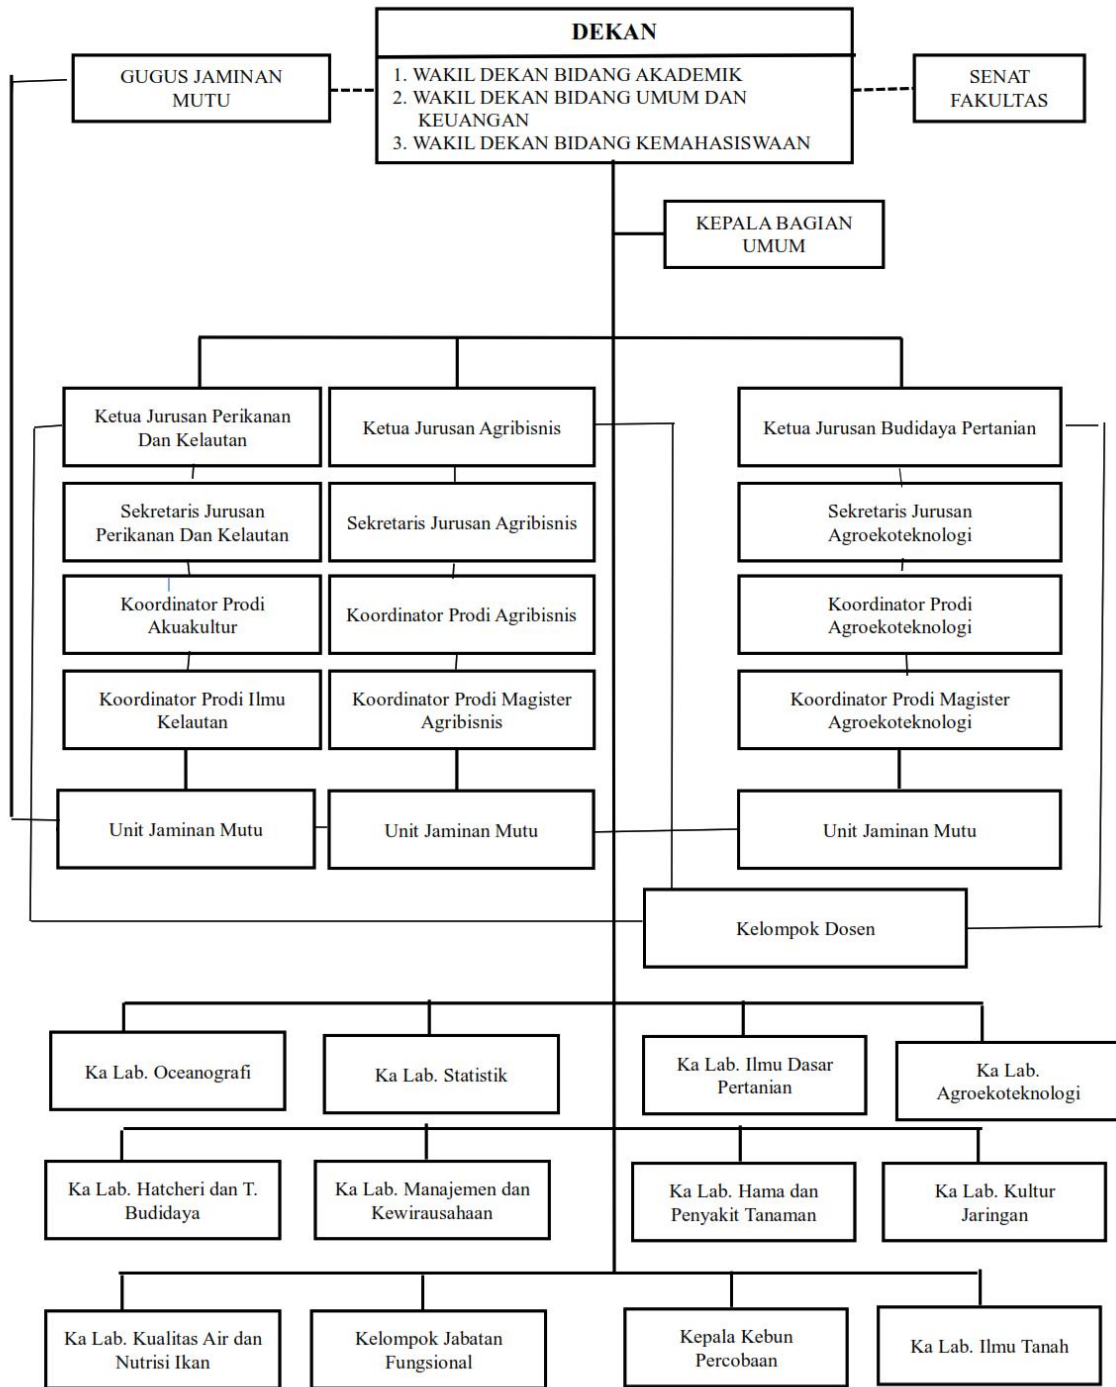 DEKAN
GUGUS JAMINAN
MUTU
1. WAKIL DEKAN BIDANG AKADEMIK
2. WAKIL DEKAN BIDANG UMUM DAN
KEUANGAN
3. WAKIL DEKAN BIDANG KEMAHASISWAAN
SENAT
FAKULTAS
KEPALA BAGIAN
UMUM
Ketua Jurusan Perikanan
Dan Kelautan
Ketua Jurusan Agribisnis
Ketua Jurusan Budidaya Pertanian
Sekretaris Jurusan
Perikanan Dan Kelautan
Sekretaris Jurusan Agribisnis
Sekretaris Jurusan
Agroekoteknologi
Koordinator Prodi
Akuakultur
Koordinator Prodi Agribisnis
Koordinator Prodi
Agroekoteknologi
Koordinator Prodi Ilmu
Kelautan
Koordinator Prodi Magister
Agribisnis
Koordinator Prodi Magister
Agroekoteknologi
Unit Jaminan Mutu
Unit Jaminan Mutu
Unit Jaminan Mutu
Kelompok Dosen
Ka Lab. Oceanografi
Ka Lab. Statistik
Ka Lab. Ilmu Dasar
Pertanian
Ka Lab.
Agroekoteknologi
Ka Lab. Hatcheri dan T.
Budidaya
Ka Lab. Manajemen dan
Kewirausahaan
Ka Lab. Hama dan
Penyakit Tanaman
Ka Lab. Kultur
Jaringan
Ka Lab. Kualitas Air dan
Nutrisi Ikan
Kelompok Jabatan
Fungsional
Kepala Kebun
Percobaan
Ka Lab. Ilmu Tanah